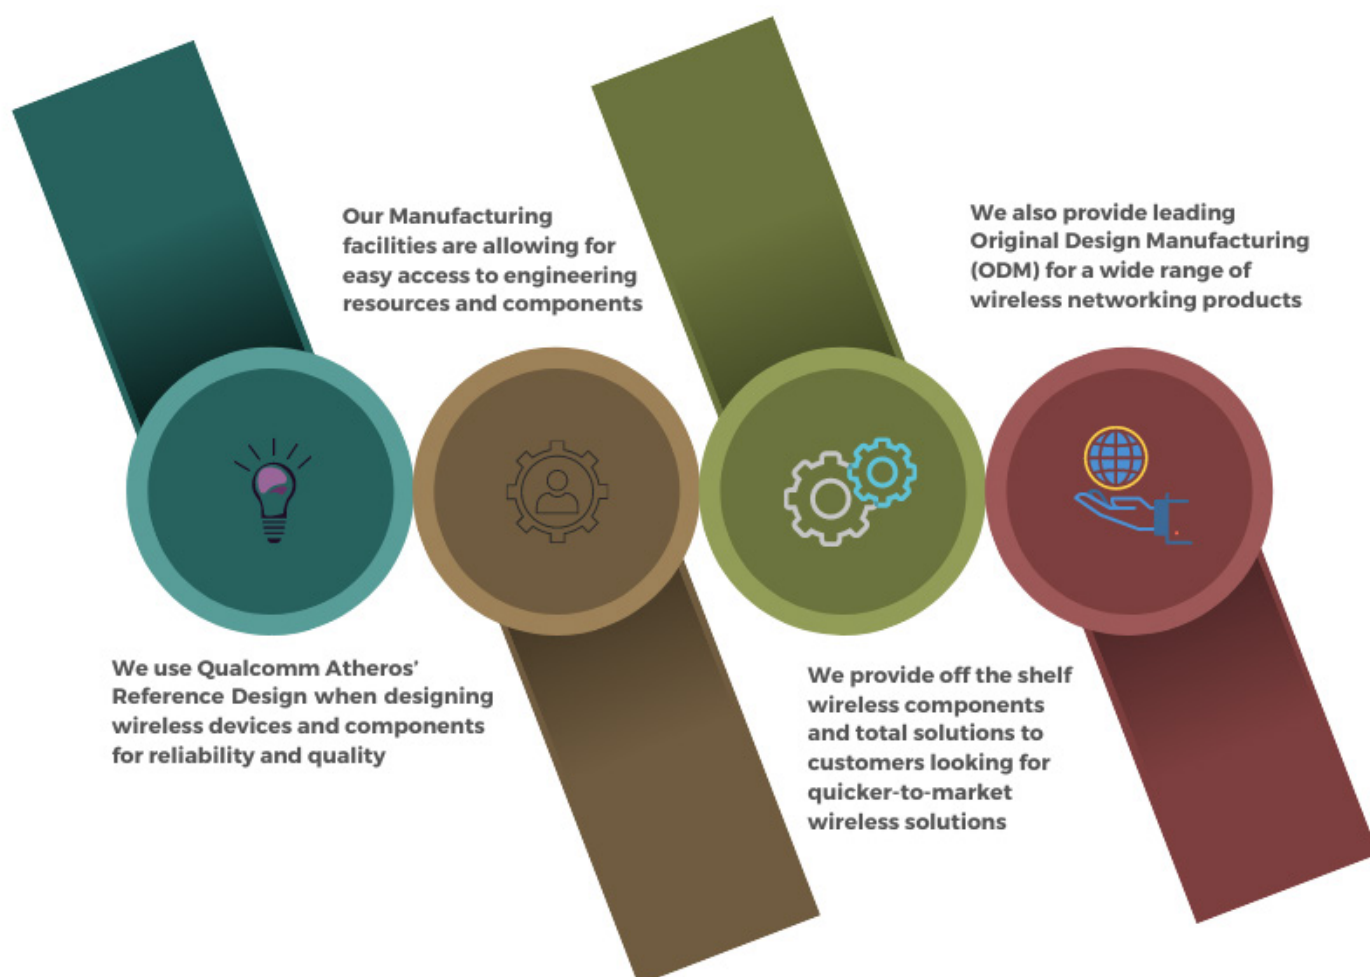 Our Manufacturing
facilities are allowing for
easy access to engineering
resources and components
We also provide leading
Original Design Manufacturing
(ODM) for a wide range of
wireless networking products
We use Qualcomm Atheros’
Reference Design when designing
wireless devices and components
for reliability and quality
We provide off the shelf
wireless components
and total solutions to
customers looking for
quicker-to-market
wireless solutions